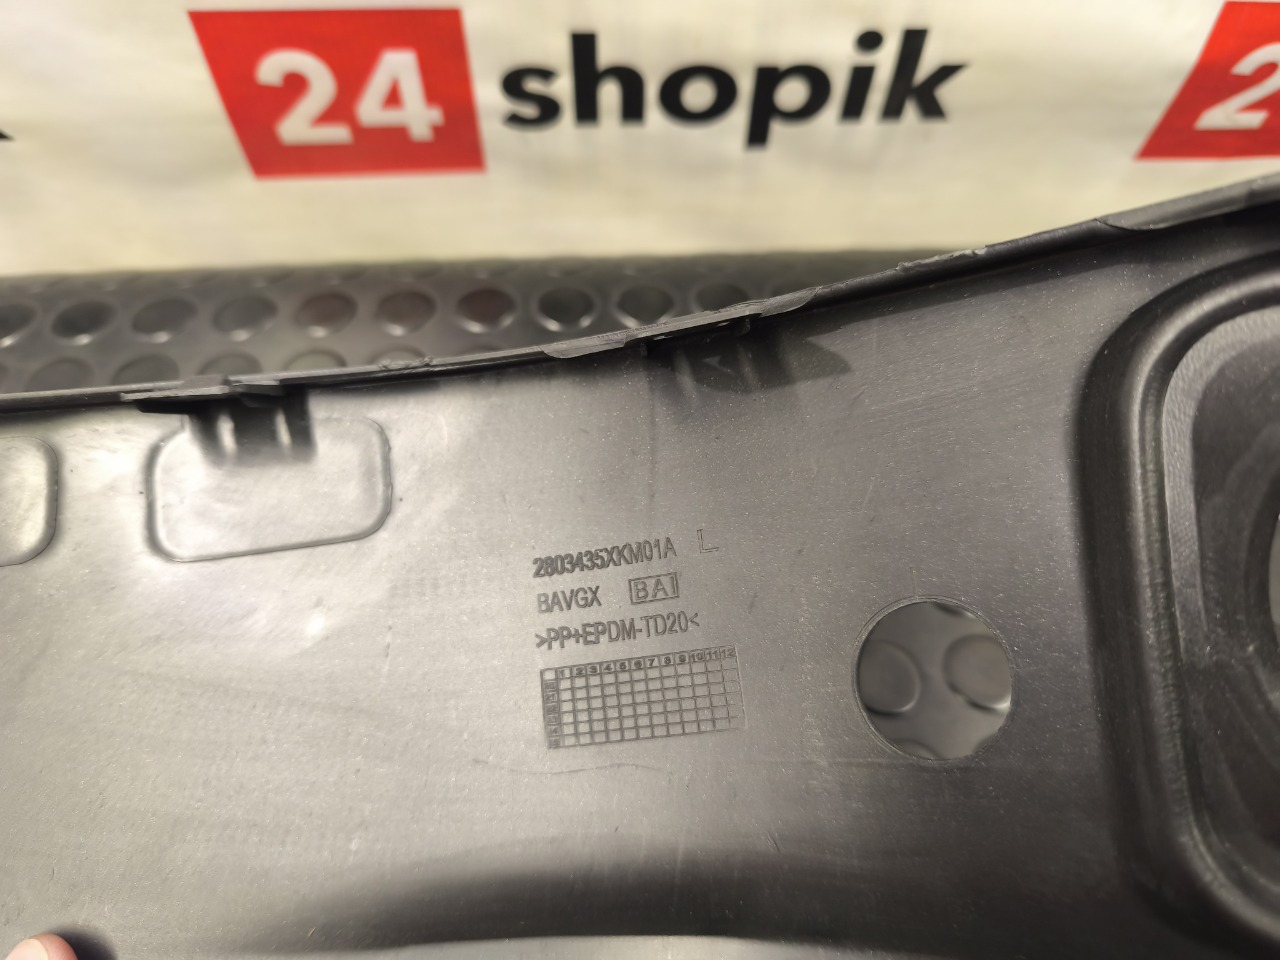 24 shopik
2803435XKM01A L
BAVGX BAI
>PP+EPDM-TD20<
1 2 3 4 5 6 7 8 9 10 11 12